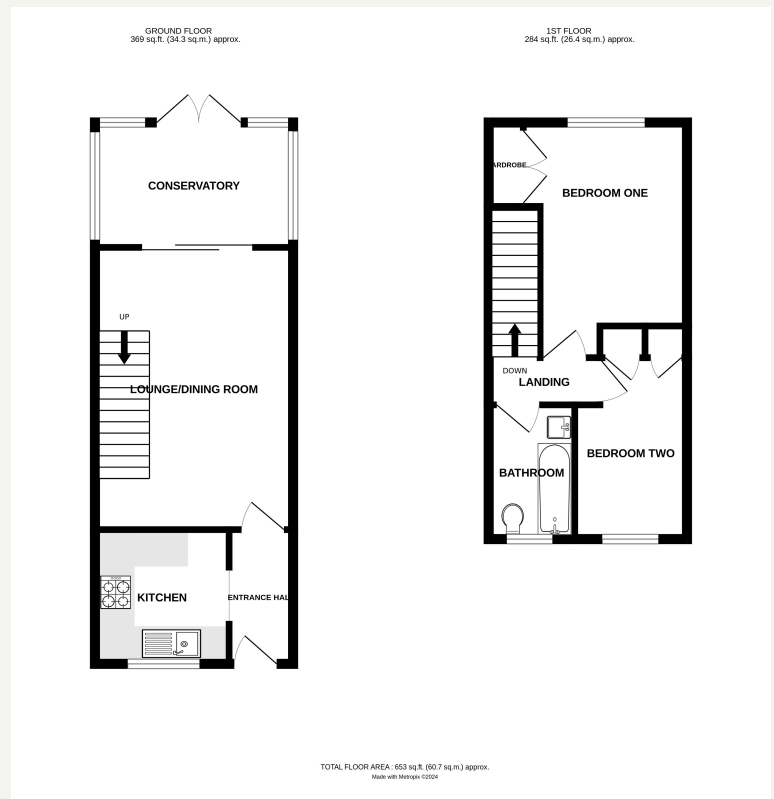 GROUND FLOOR
369 sq.ft. (34.3 sq.m.) approx.
1ST FLOOR
284 sq.ft. (26.4 sq.m.) approx.
CONSERVATORY
ARDROBE
BEDROOM ONE
UP
LOUNGE/DINING ROOM
DOWN
LANDING
BEDROOM TWO
BATHROOM
KITCHEN
ENTRANCE HAL
TOTAL FLOOR AREA : 653 sq.ft. (60.7 sq.m.) approx.
Made with Metropix ©2024